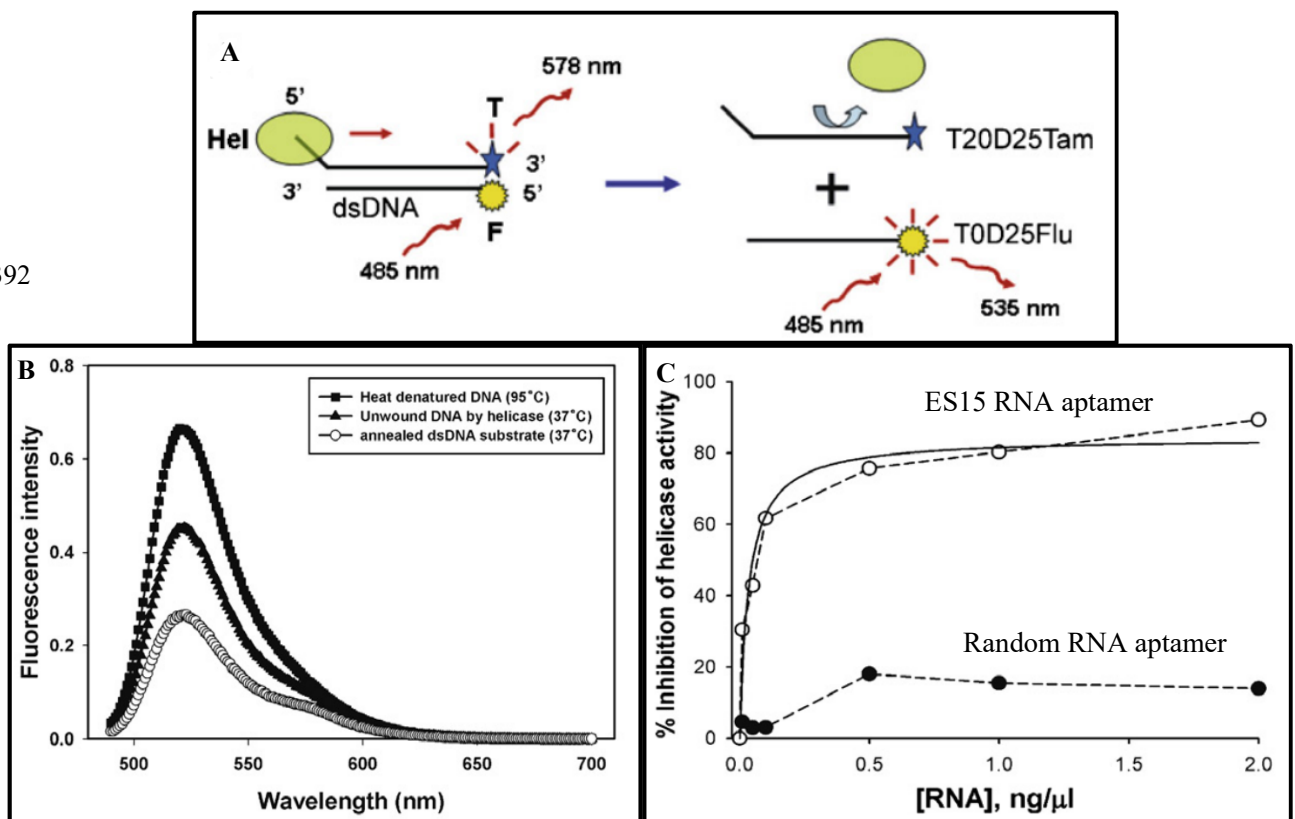 A
5'
Hel
3'
dsDNA
T
578 nm
3'
5'
F
485 nm
T20D25Tam
+
T0D25Flu
485 nm
535 nm
392
B
0.8
0.6
0.4
0.2
0.0
Fluorescence intensity
Heat denatured DNA (95°C)
Unwound DNA by helicase (37°C)
annealed dsDNA substrate (37°C)
500 550 600 650 700
Wavelength (nm)
C
100
80
60
40
20
0
% Inhibition of helicase activity
ES15 RNA aptamer
Random RNA aptamer
0.0 0.5 1.0 1.5 2.0
[RNA], ng/μl